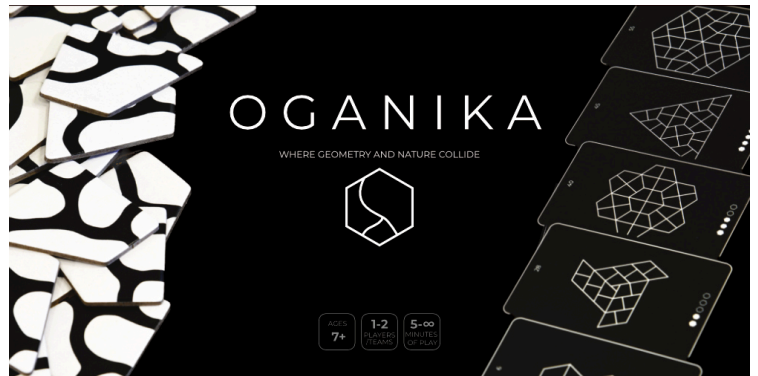 OGANIKA
WHERE GEOMETRY AND NATURE COLLIDE
AGES
7+
1-2
PLAYERS
/TEAMS
5-∞
MINUTES
OF PLAY